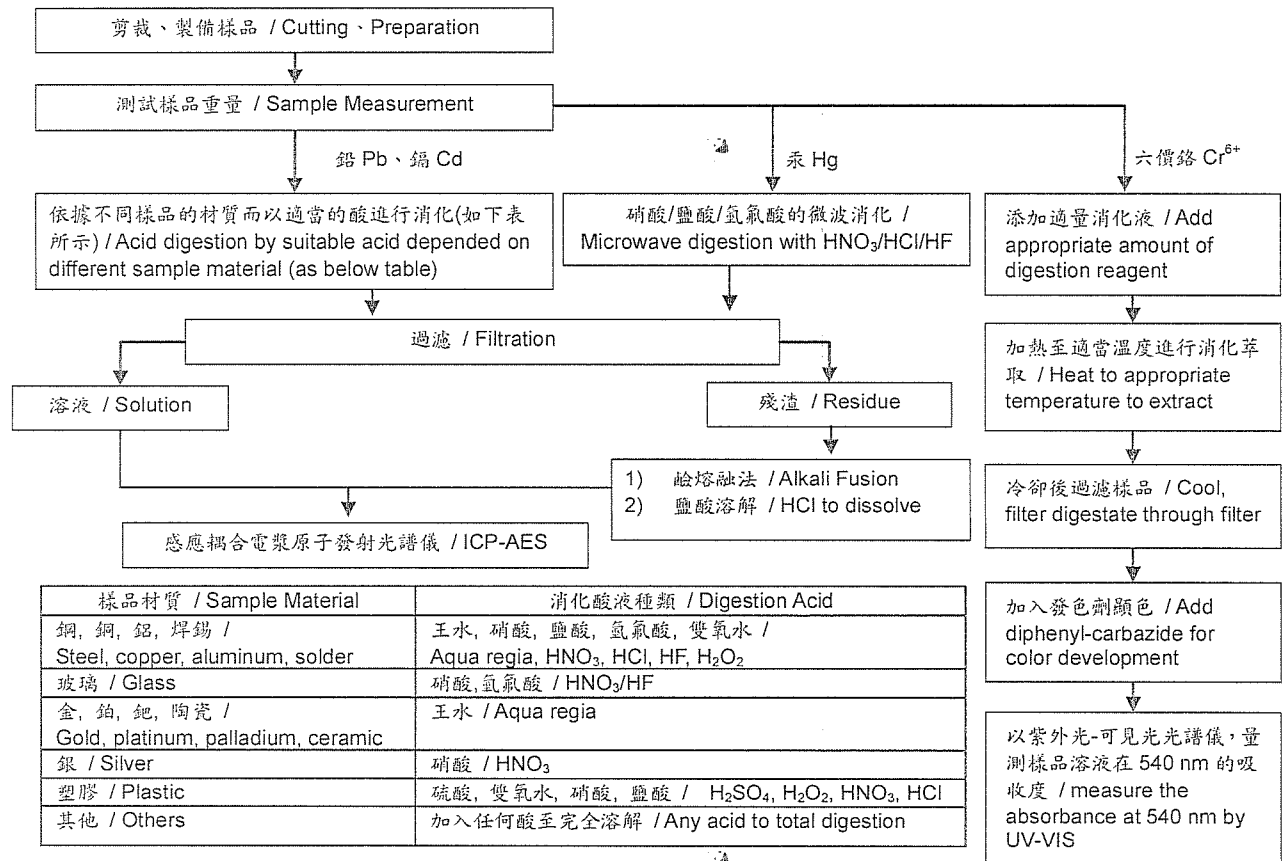 剪裁、製備樣品 / Cutting、Preparation
測試樣品重量 / Sample Measurement
鉛 Pb、鎘 Cd
汞 Hg
六價鉻 Cr⁶⁺
依據不同樣品的材質而以適當的酸進行消化(如下表
所示) / Acid digestion by suitable acid depended on
different sample material (as below table)
硝酸/鹽酸/氫氟酸的微波消化 /
Microwave digestion with HNO₃/HCl/HF
添加適量消化液 / Add
appropriate amount of
digestion reagent
過濾 / Filtration
加熱至適當溫度進行消化萃
取 / Heat to appropriate
temperature to extract
溶液 / Solution
殘渣 / Residue
1) 鹼熔融法 / Alkali Fusion
2) 鹽酸溶解 / HCl to dissolve
冷卻後過濾樣品 / Cool,
filter digestate through filter
感應耦合電漿原子發射光譜儀 / ICP-AES
加入發色劑顯色 / Add
diphenyl-carbazide for
color development
以紫外光-可見光光譜儀，量
測樣品溶液在 540 nm 的吸
收度 / measure the
absorbance at 540 nm by
UV-VIS
樣品材質 / Sample Material
消化酸液種類 / Digestion Acid
鋼, 銅, 鋁, 焊錫 /
Steel, copper, aluminum, solder
王水, 硝酸, 鹽酸, 氫氟酸, 雙氧水 /
Aqua regia, HNO₃, HCl, HF, H₂O₂
玻璃 / Glass
硝酸,氫氟酸 / HNO₃/HF
金, 鉑, 鈀, 陶瓷 /
Gold, platinum, palladium, ceramic
王水 / Aqua regia
銀 / Silver
硝酸 / HNO₃
塑膠 / Plastic
硫酸, 雙氧水, 硝酸, 鹽酸 / H₂SO₄, H₂O₂, HNO₃, HCl
其他 / Others
加入任何酸至完全溶解 / Any acid to total digestion